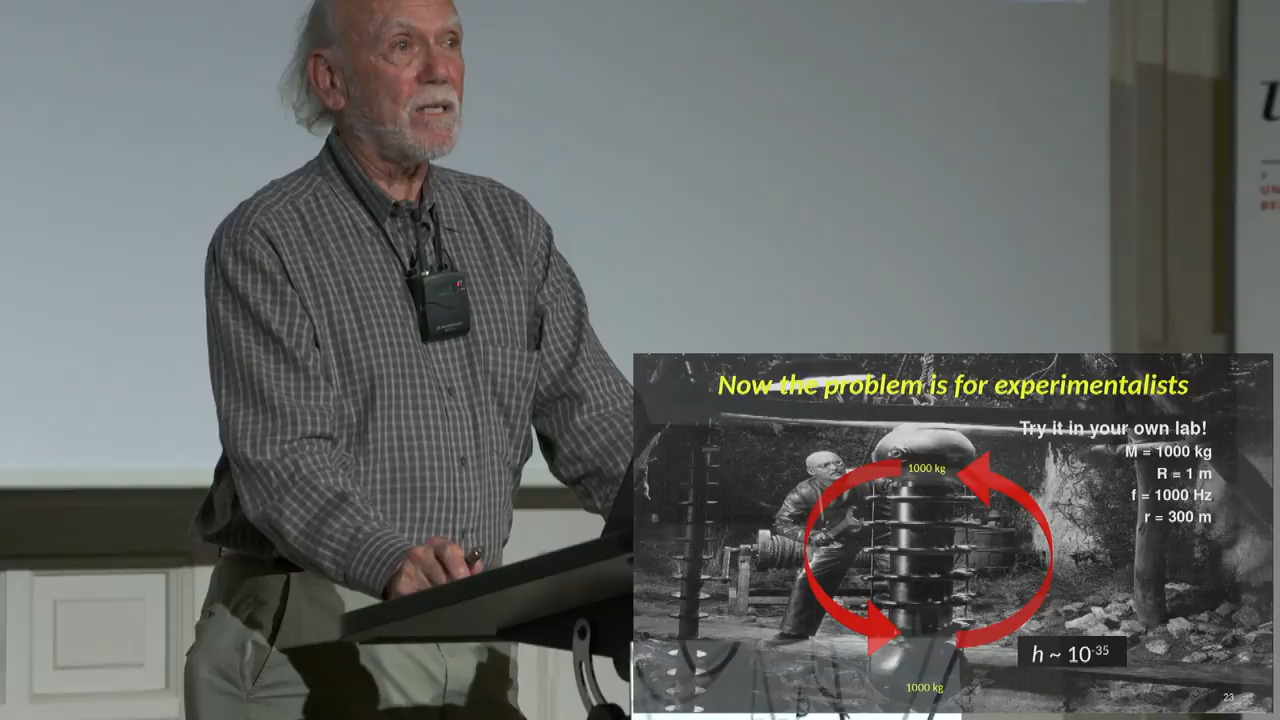 Now the problem is for experimentalists
Try it in your own lab!
M = 1000 kg
R = 1 m
f = 1000 Hz
r = 300 m
1000 kg
h ~ 10⁻³⁵
1000 kg
23